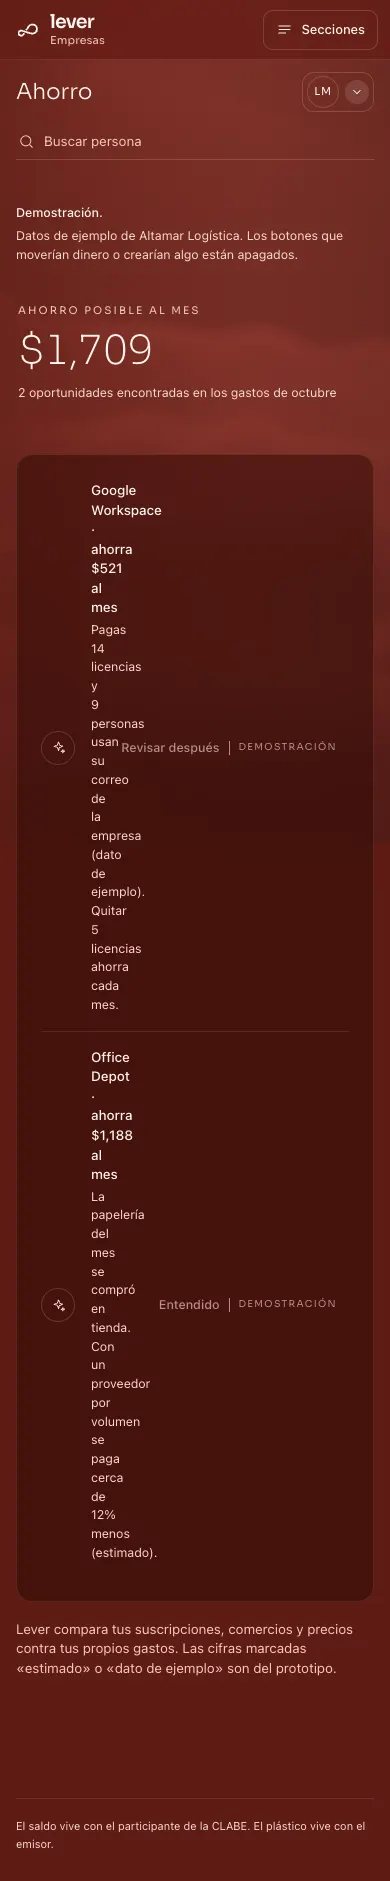 lever
Empresas
Secciones
Ahorro
LM
Buscar persona
Demostración.
Datos de ejemplo de Altamar Logística. Los botones que
moverían dinero o crearían algo están apagados.
AHORRO POSIBLE AL MES
$1,709
2 oportunidades encontradas en los gastos de octubre
Google
Workspace
·
ahorra
$521
al
mes
Pagas
14
licencias
y
9
personas
usan
su
correo
de
la
empresa
(dato
de
ejemplo).
Quitar
5
licencias
ahorra
cada
mes.
Revisar después
DEMOSTRACIÓN
Office
Depot
·
ahorra
$1,188
al
mes
La
papelería
del
mes
se
compró
en
tienda.
Con
un
proveedor
por
volumen
se
paga
cerca
de
12%
menos
(estimado).
Entendido
DEMOSTRACIÓN
Lever compara tus suscripciones, comercios y precios
contra tus propios gastos. Las cifras marcadas
«estimado» o «dato de ejemplo» son del prototipo.
El saldo vive con el participante de la CLABE. El plástico vive con el
emisor.